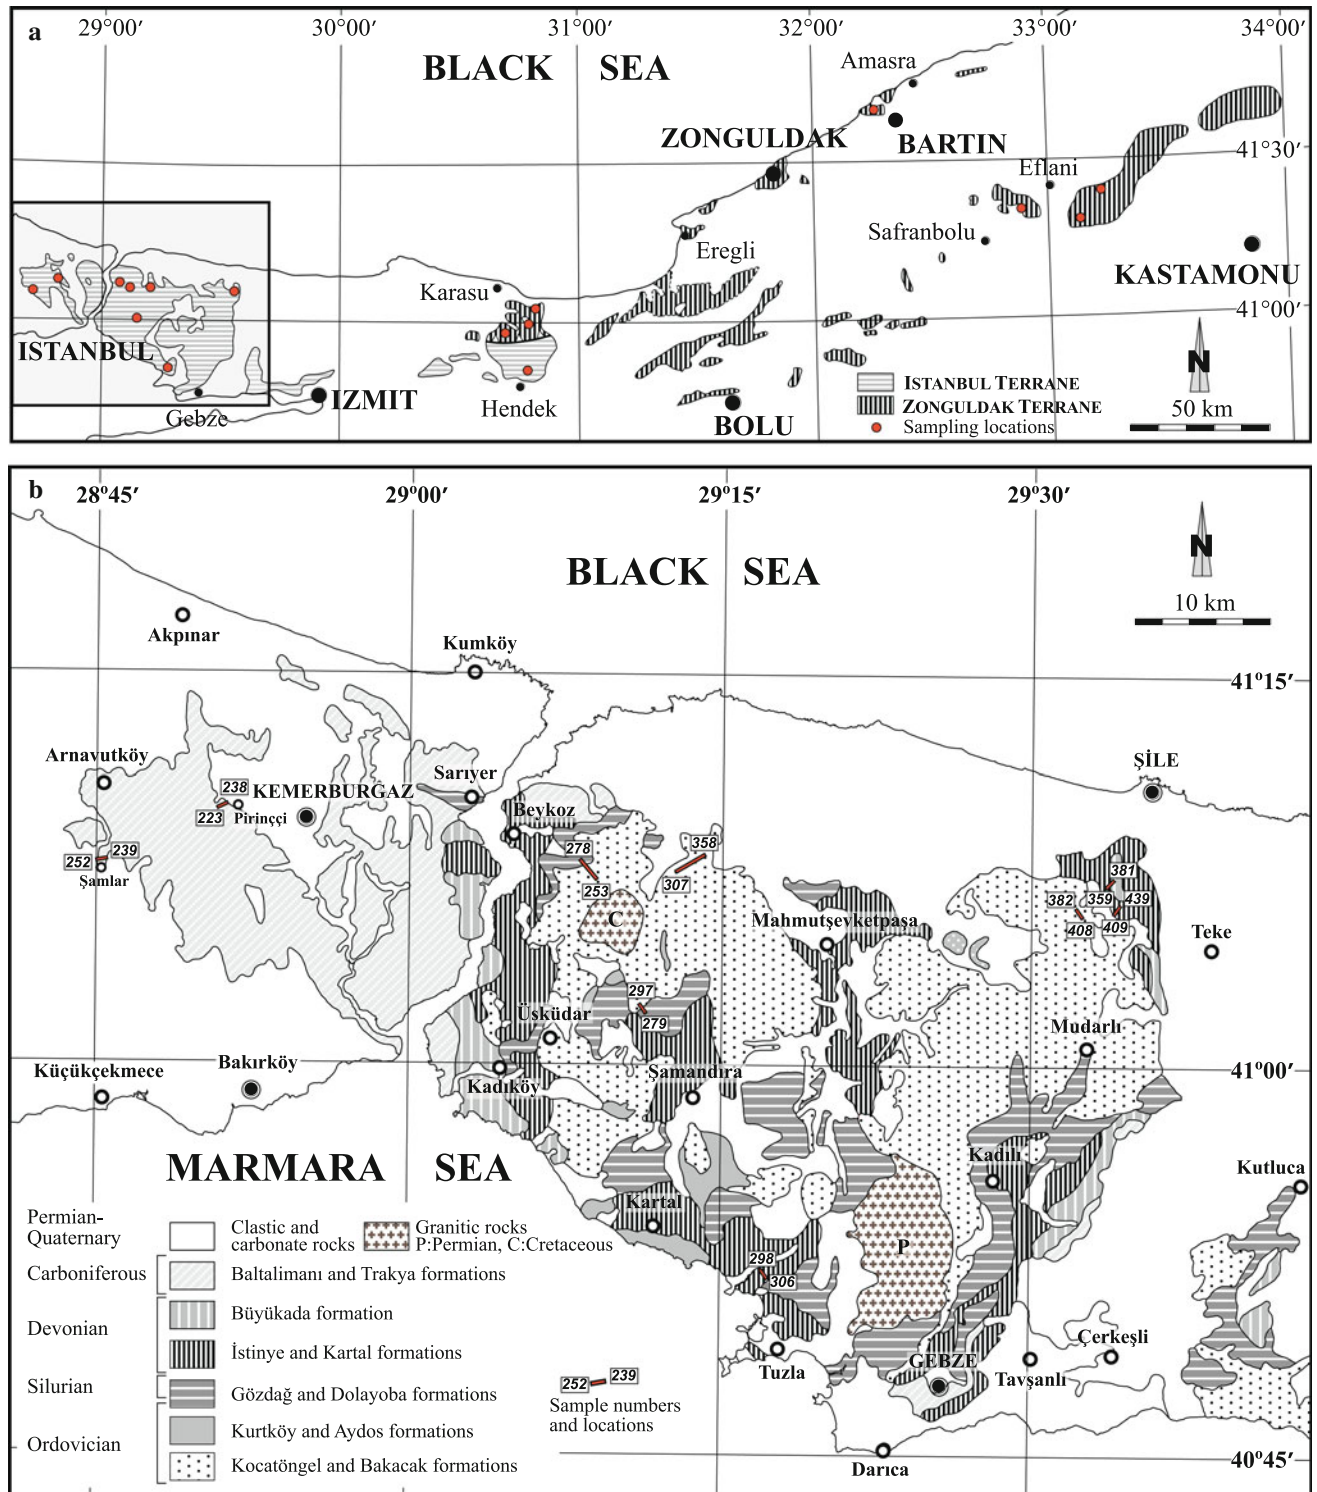 a
29°00′
30°00′
31°00′
32°00′
33°00′
34°00′
BLACK SEA
Amasra
ZONGULDAK
BARTIN
41°30′
Eflani
Safranbolu
Eregli
KASTAMONU
Karasu
41°00′
ISTANBUL
Gebze
IZMIT
Hendek
BOLU
N
ISTANBUL TERRANE
ZONGULDAK TERRANE
Sampling locations
50 km
b
28°45′
29°00′
29°15′
29°30′
BLACK SEA
N
10 km
Akpınar
Kumköy
41°15′
Arnavutköy
Sarıyer
ŞİLE
238
KEMERBURĞAZ
223
Pirinççi
Beykoz
252
239
Şamlar
278
358
253
307
C
381
382
359
439
408
409
Mahmutşevketpaşa
Teke
297
279
Üsküdar
Mudarlı
Küçükçekmece
Bakırköy
Kadıköy
Şamandıra
41°00′
MARMARA SEA
Kadılı
Kutluca
Kartal
P
298
306
Tuzla
GEBZE
Tavşanlı
Çerkeşli
Darıca
40°45′
Permian-
Quaternary
Clastic and
carbonate rocks
Granitic rocks
P:Permian, C:Cretaceous
Carboniferous
Baltalimanı and Trakya formations
Devonian
Büyükada formation
İstinye and Kartal formations
Silurian
Gözdağ and Dolayoba formations
Ordovician
Kurtköy and Aydos formations
Kocatöngel and Bakacak formations
252
239
Sample numbers
and locations